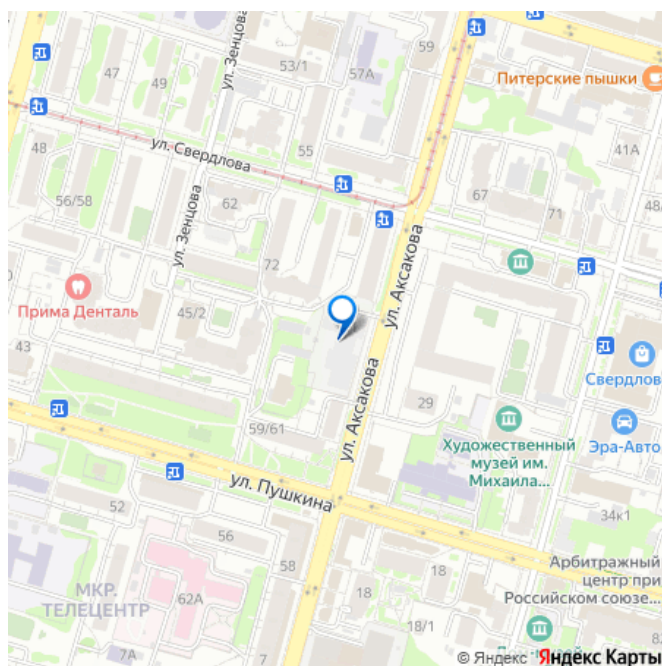 59
ул. Зенцова
53/1
57А
47
49
Питерские пышки
ул. Свердлова
55
48
41А
56/58
62
67
71
ул. Зенцова
72
ул. Аксакова
Прима Денталь
45/2
43
ул. Аксакова
Свердлов
29
59/61
Художественный
музей им.
Михаила...
Эра-Авто
ул. Пушкина
52
56
34к1
58
Арбитражный
центр при
Российском союзе...
МКР.
ТЕЛЕЦЕНТР
62А
18
18
18/1
7А
© Яндекс Яндекс Карты